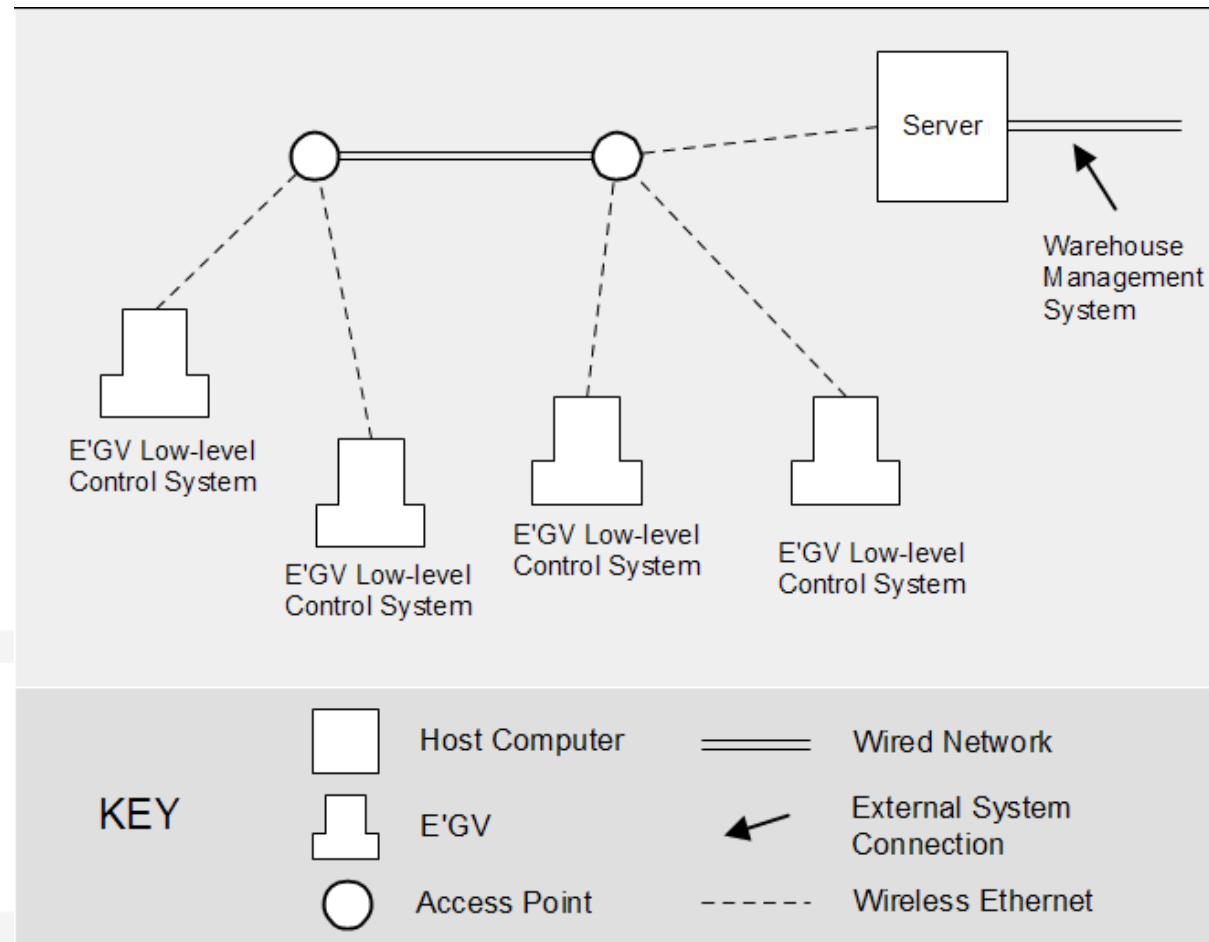 Server
Warehouse
Management
System
E'GV Low-level
Control System
E'GV Low-level
Control System
E'GV Low-level
Control System
E'GV Low-level
Control System
KEY
Host Computer
Wired Network
E'GV
External System
Connection
Access Point
Wireless Ethernet